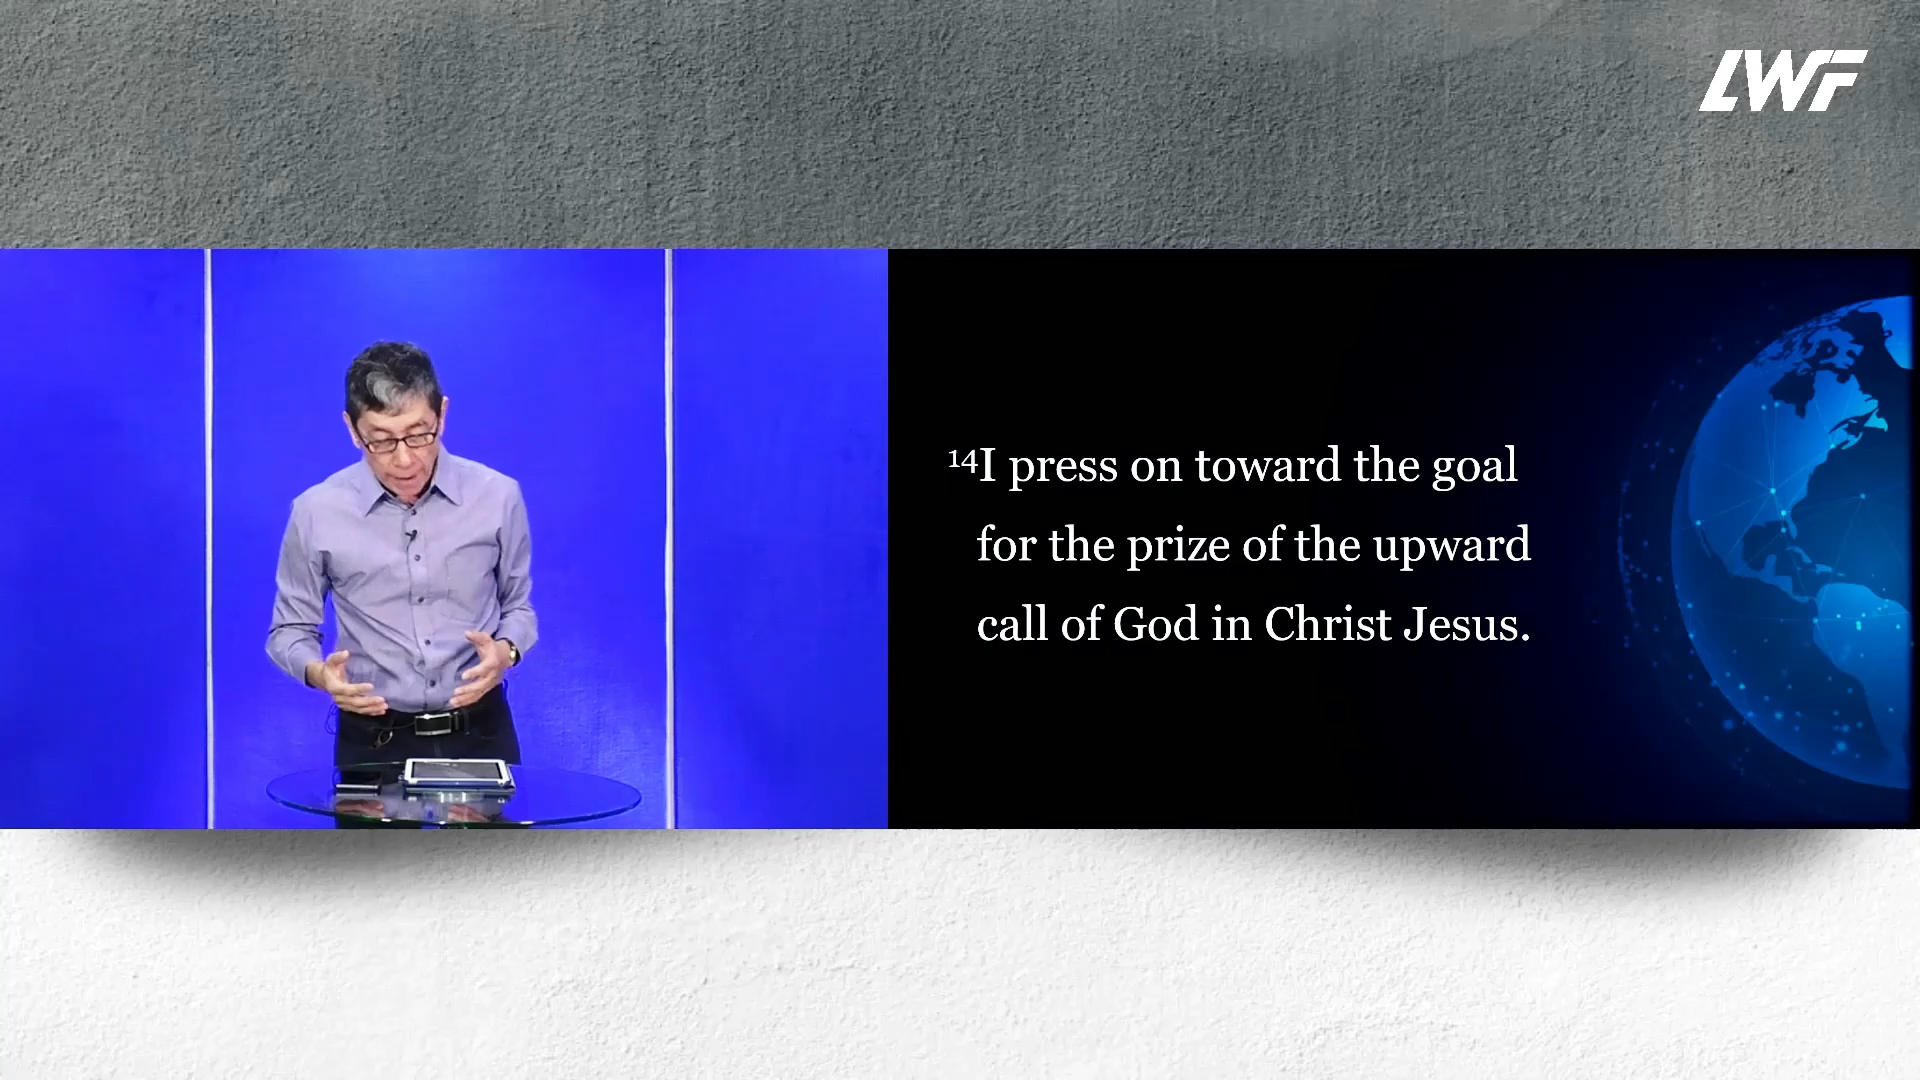 LWF
¹⁴I press on toward the goal
for the prize of the upward
call of God in Christ Jesus.